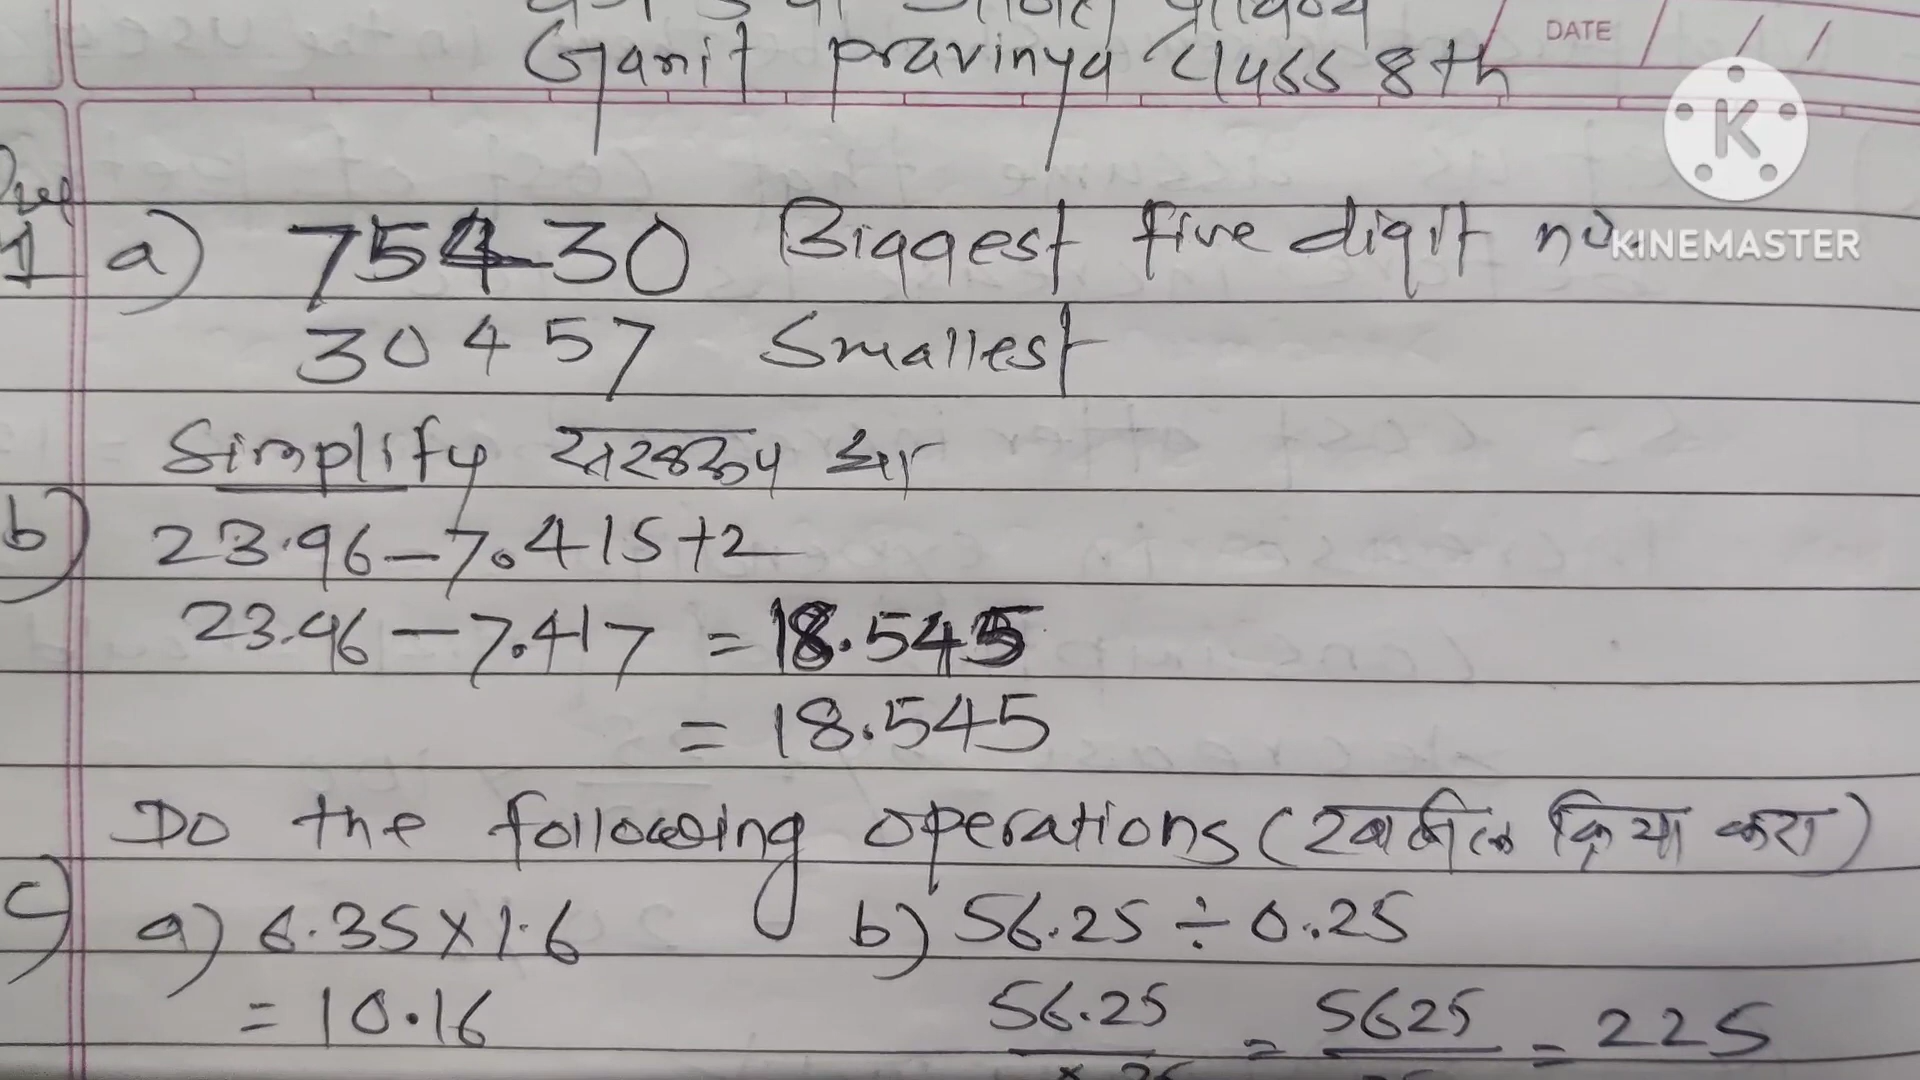 Ganit pravinya class 8th
DATE / /
KINEMASTER
Que
1 a) 75430 Biggest five digit no.
30457 Smallest
Simplify सरळरूप द्या
b) 23.96-7.415+2
23.96-7.417 = 18.545
= 18.545
Do the following operations (खालील क्रिया करा)
c) a) 6.35×1.6 b) 56.25÷0.25
= 10.16 56.25 = 5625 = 225